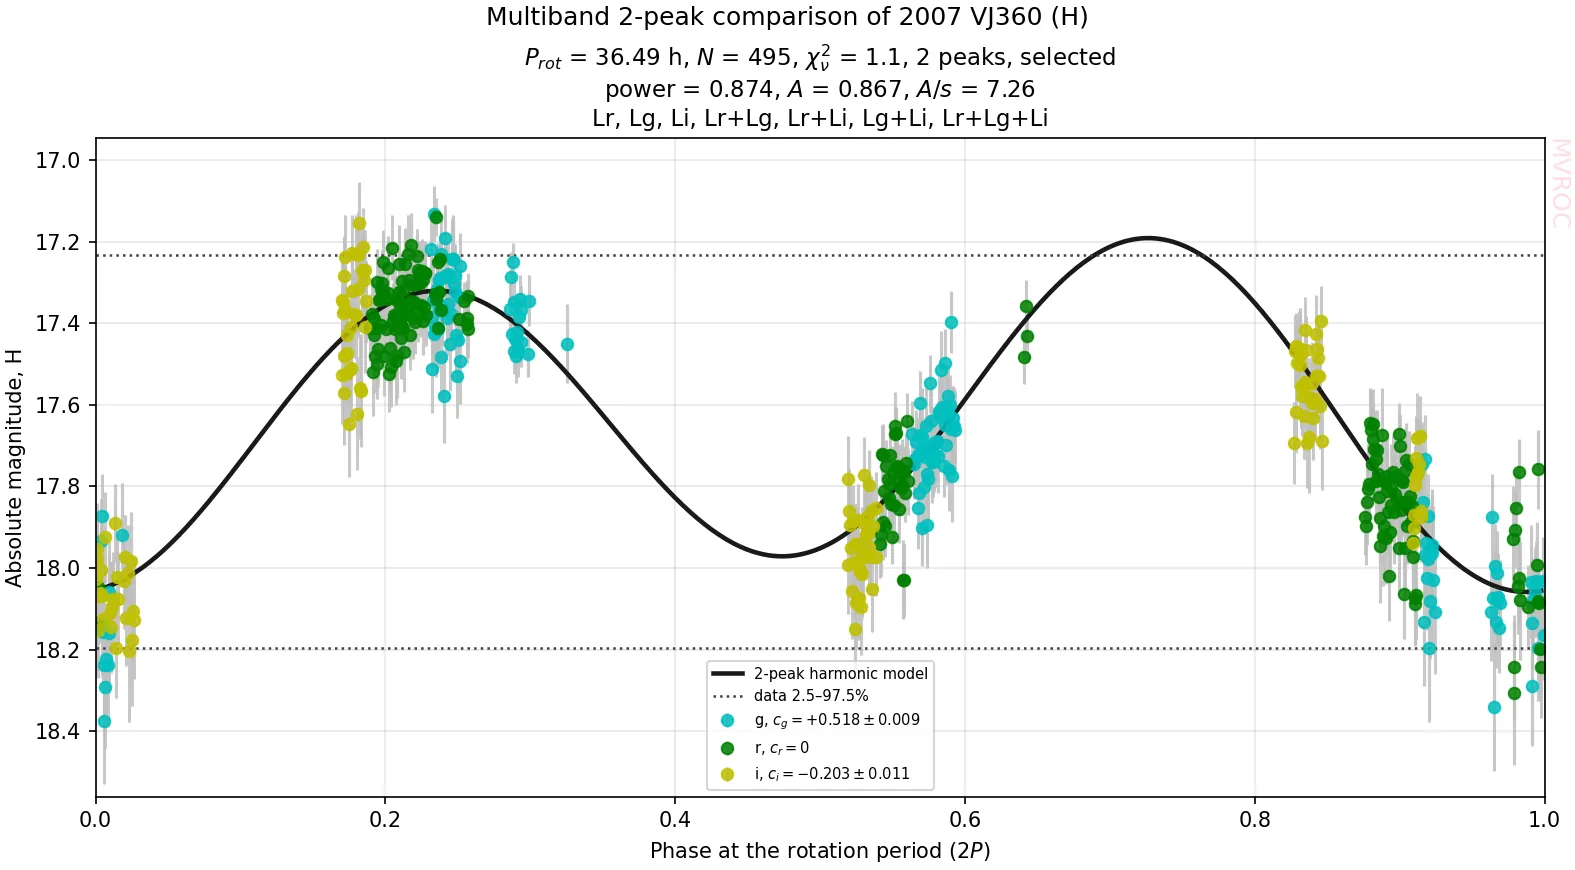 Multiband 2-peak comparison of 2007 VJ360 (H)
P_rot = 36.49 h, N = 495, χ²_ν = 1.1, 2 peaks, selected
power = 0.874, A = 0.867, A/s = 7.26
Lr, Lg, Li, Lr+Lg, Lr+Li, Lg+Li, Lr+Lg+Li
MVROC
Absolute magnitude, H
17.0
17.2
17.4
17.6
17.8
18.0
18.2
18.4
2-peak harmonic model
data 2.5–97.5%
g, c_g = +0.518 ± 0.009
r, c_r = 0
i, c_i = −0.203 ± 0.011
0.0 0.2 0.4 0.6 0.8 1.0
Phase at the rotation period (2P)